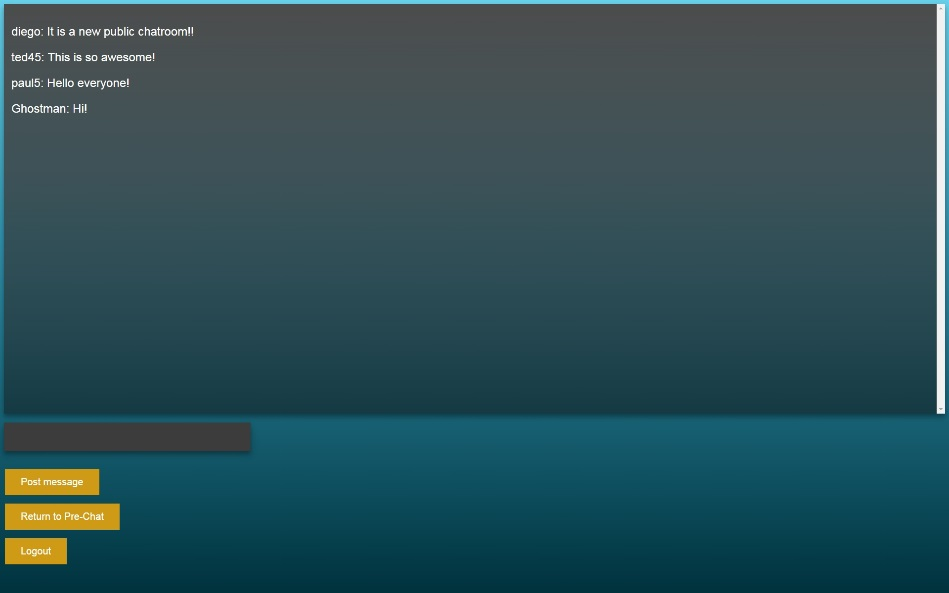 diego: It is a new public chatroom!!
ted45: This is so awesome!
paul5: Hello everyone!
Ghostman: Hi!
Post message
Return to Pre-Chat
Logout